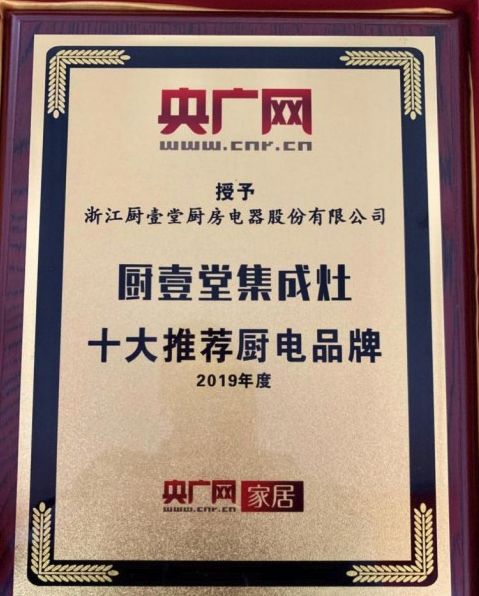 央广网
www.cnr.cn
授予
浙江厨壹堂厨房电器股份有限公司
厨壹堂集成灶
十大推荐厨电品牌
2019年度
央广网 家居
www.cnr.cn